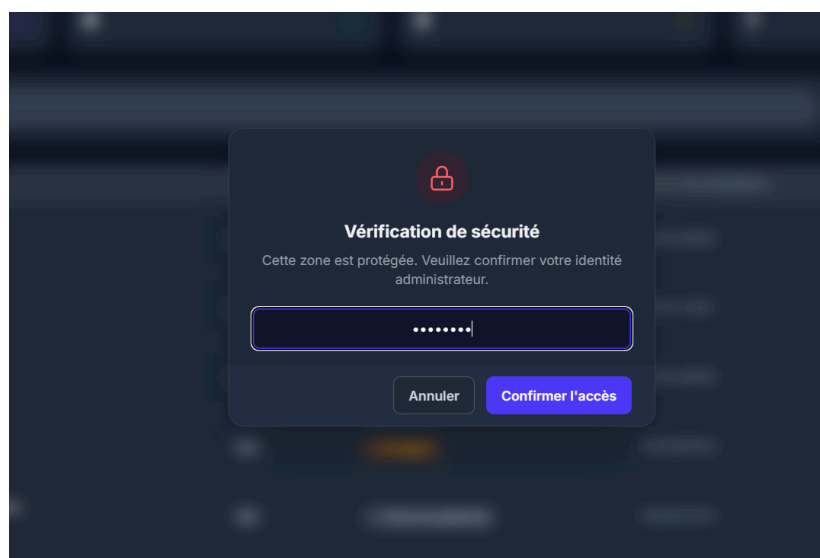 Vérification de sécurité
Cette zone est protégée. Veuillez confirmer votre identité
administrateur.
••••••••
Annuler
Confirmer l'accès